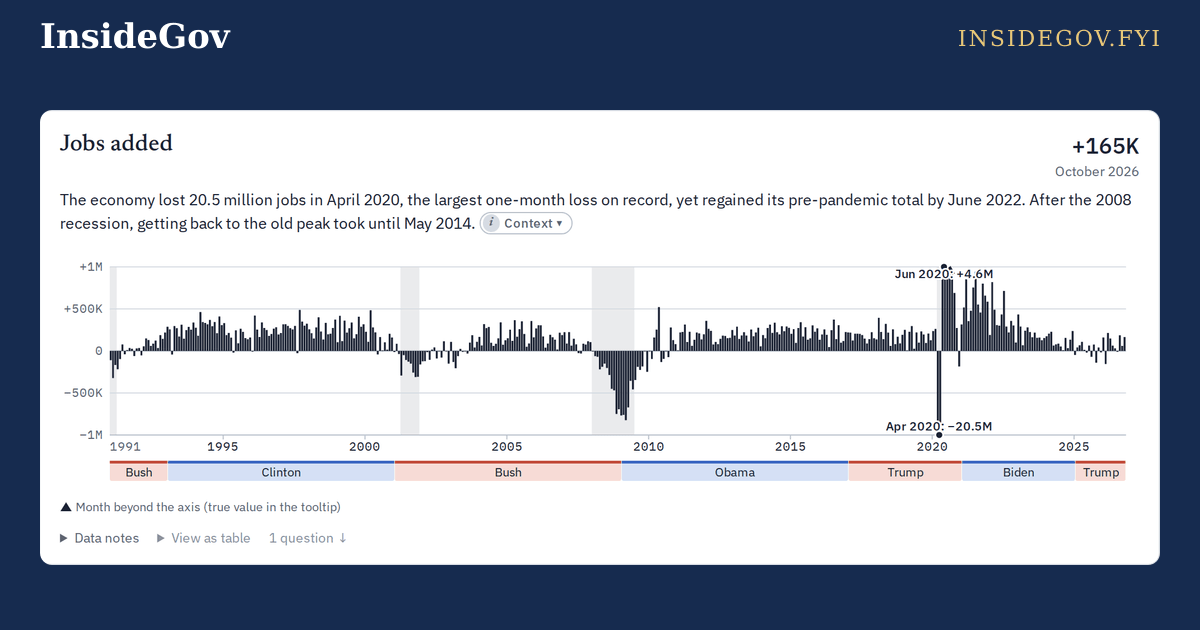 InsideGov
INSIDEGOV.FYI
Jobs added
+165K
October 2026
The economy lost 20.5 million jobs in April 2020, the largest one-month loss on record, yet regained its pre-pandemic total by June 2022. After the 2008
recession, getting back to the old peak took until May 2014. i Context ▾
+1M
Jun 2020: +4.6M
+500K
0
−500K
−1M
Apr 2020: −20.5M
1991 1995 2000 2005 2010 2015 2020 2025
Bush Clinton Bush Obama Trump Biden Trump
▲ Month beyond the axis (true value in the tooltip)
▶ Data notes ▶ View as table 1 question ↓